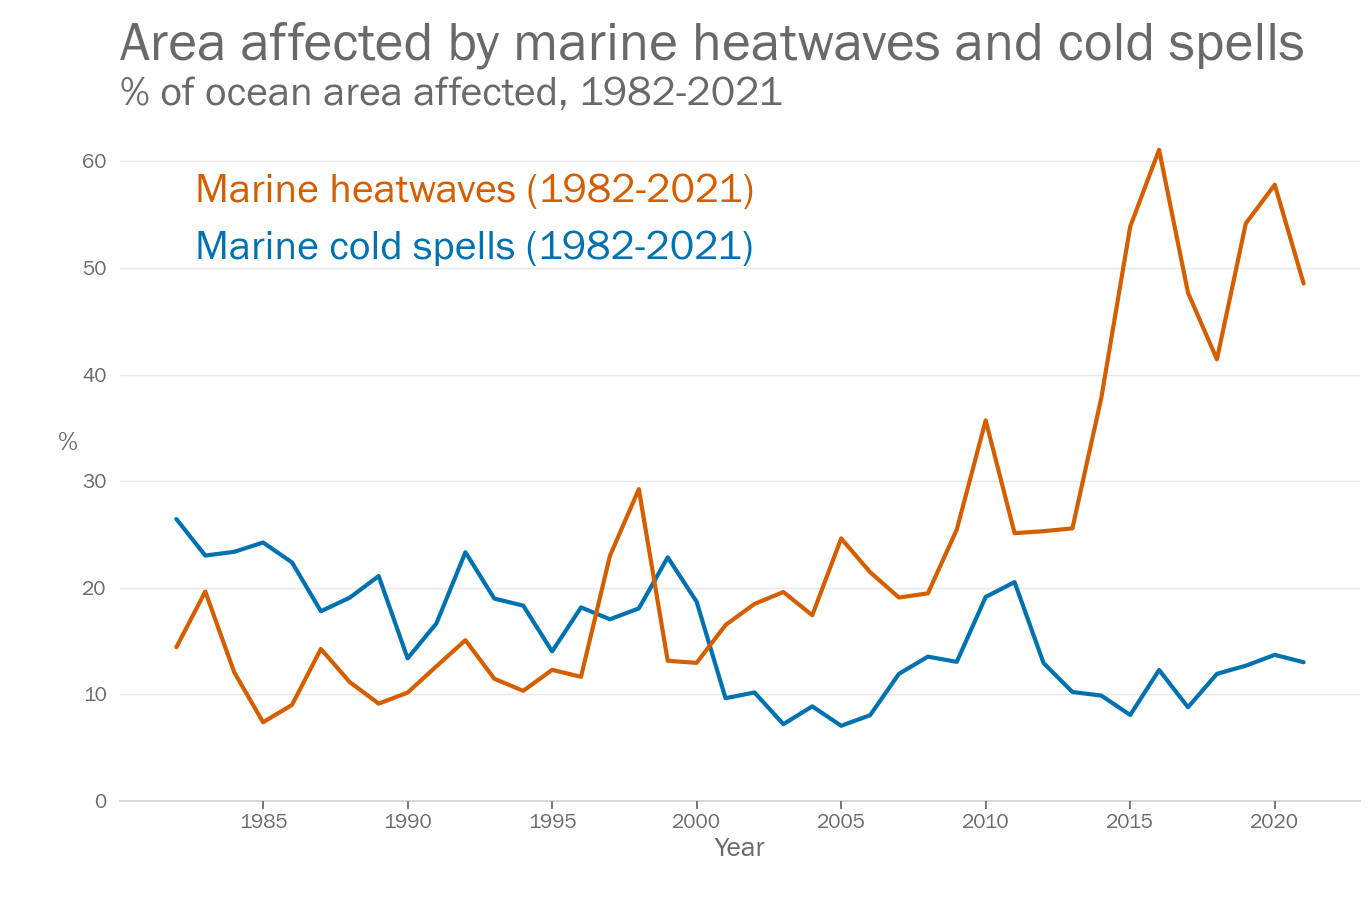 Area affected by marine heatwaves and cold spells
% of ocean area affected, 1982-2021
60
Marine heatwaves (1982-2021)
Marine cold spells (1982-2021)
50
40
%
30
20
10
0
1985 1990 1995 2000 2005 2010 2015 2020
Year